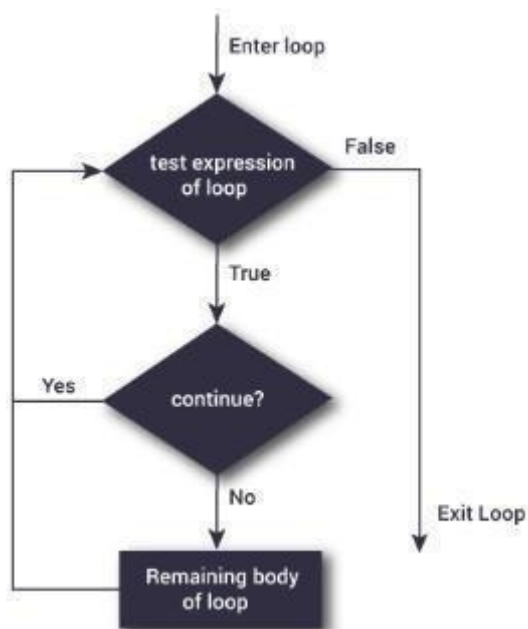 Enter loop
test expression
of loop
False
True
Yes
continue?
No
Exit Loop
Remaining body
of loop